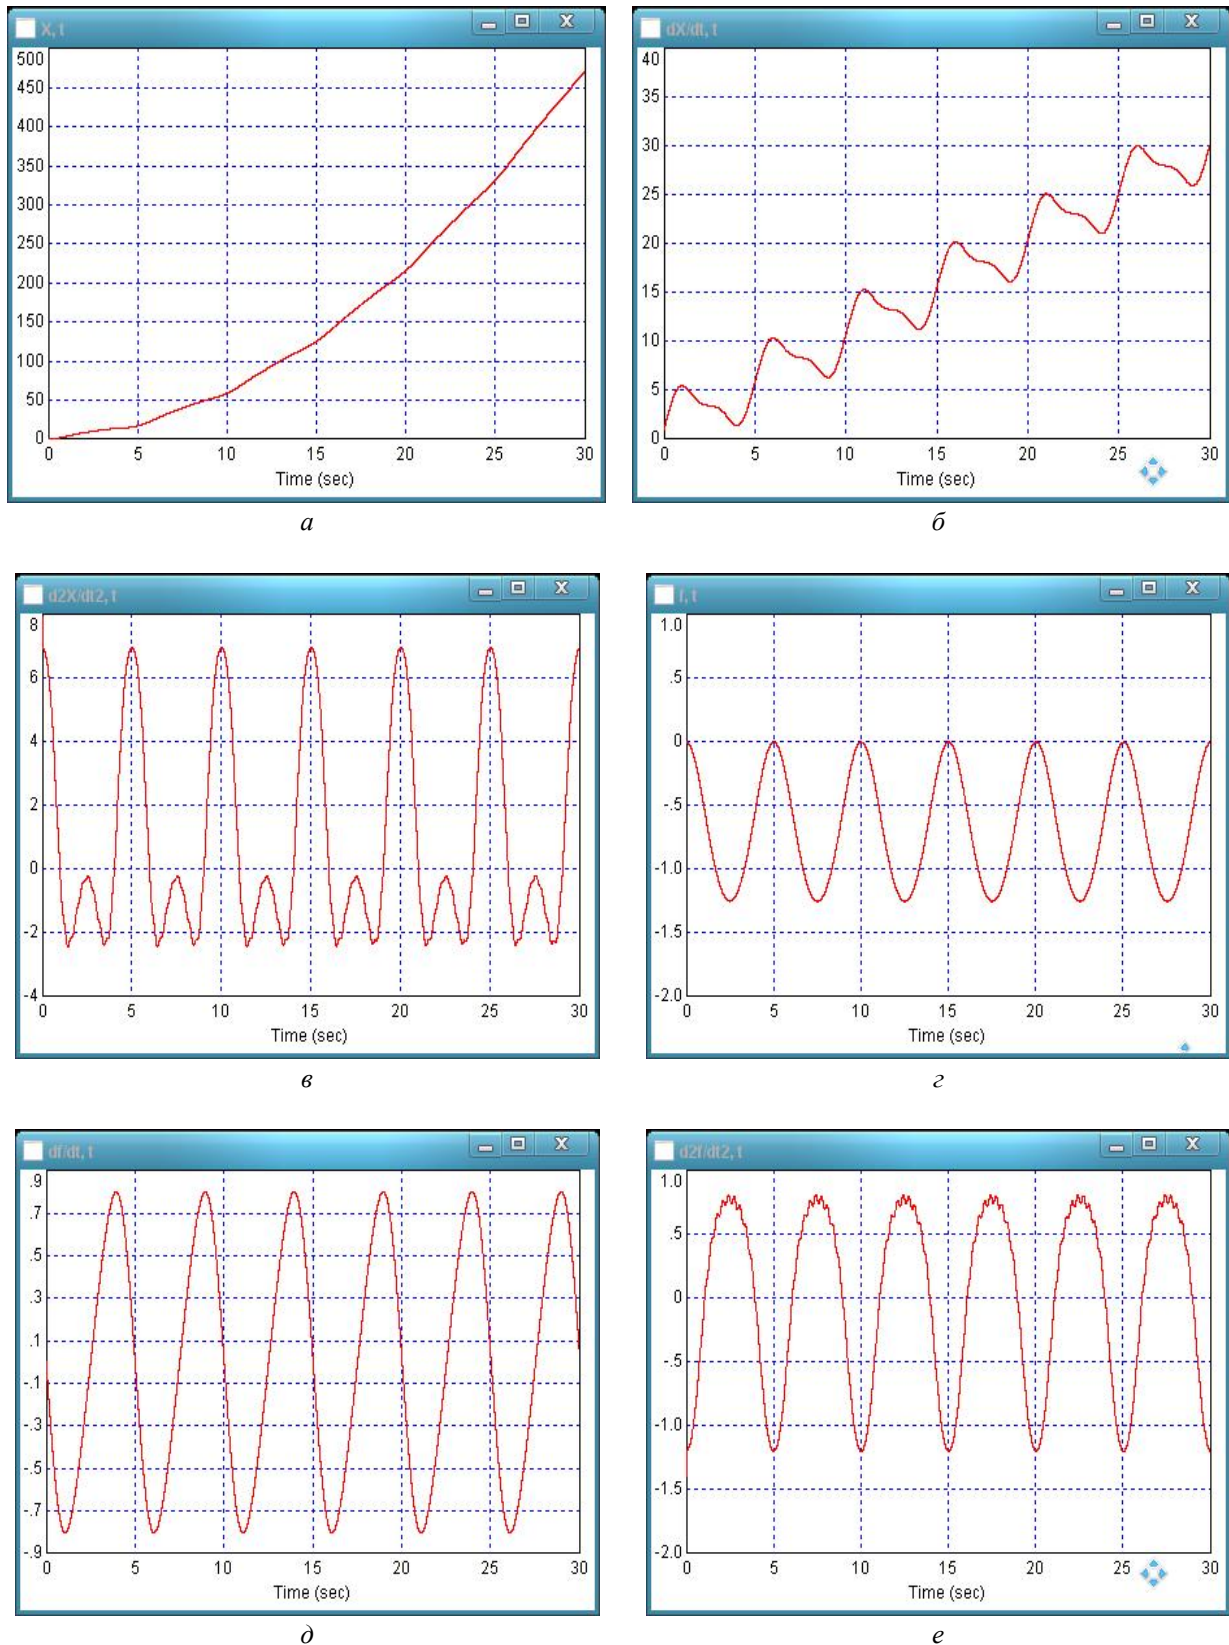 X, t
500
450
400
350
300
250
200
150
100
50
0
0 5 10 15 20 25 30
Time (sec)
а
dX/dt, t
40
35
30
25
20
15
10
5
0
0 5 10 15 20 25 30
Time (sec)
б
d2X/dt2, t
8
6
4
2
0
-2
-4
0 5 10 15 20 25 30
Time (sec)
в
f, t
1.0
.5
0
-.5
-1.0
-1.5
-2.0
0 5 10 15 20 25 30
Time (sec)
г
df/dt, t
.9
.7
.5
.3
.1
-.1
-.3
-.5
-.7
-.9
0 5 10 15 20 25 30
Time (sec)
д
d2f/dt2, t
1.0
.5
0
-.5
-1.0
-1.5
-2.0
0 5 10 15 20 25 30
Time (sec)
е